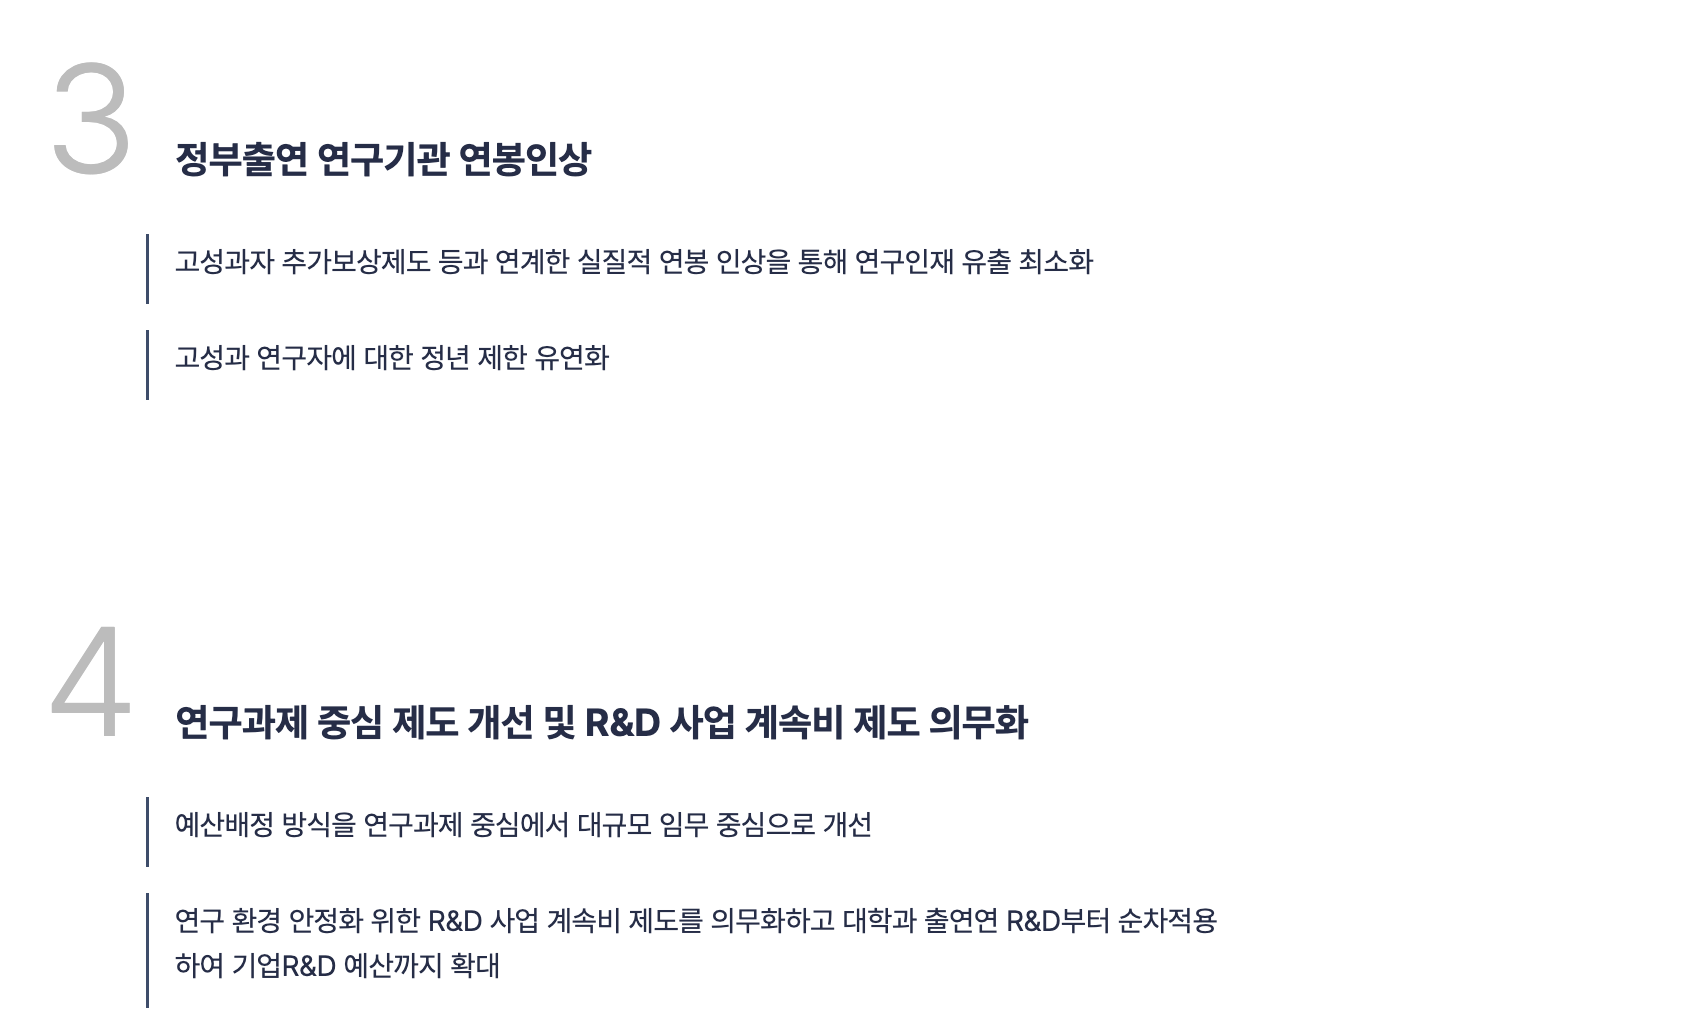 3
정부출연 연구기관 연봉인상
고성과자 추가보상제도 등과 연계한 실질적 연봉 인상을 통해 연구인재 유출 최소화
고성과 연구자에 대한 정년 제한 유연화
4
연구과제 중심 제도 개선 및 R&D 사업 계속비 제도 의무화
예산배정 방식을 연구과제 중심에서 대규모 임무 중심으로 개선
연구 환경 안정화 위한 R&D 사업 계속비 제도를 의무화하고 대학과 출연연 R&D부터 순차적용
하여 기업R&D 예산까지 확대